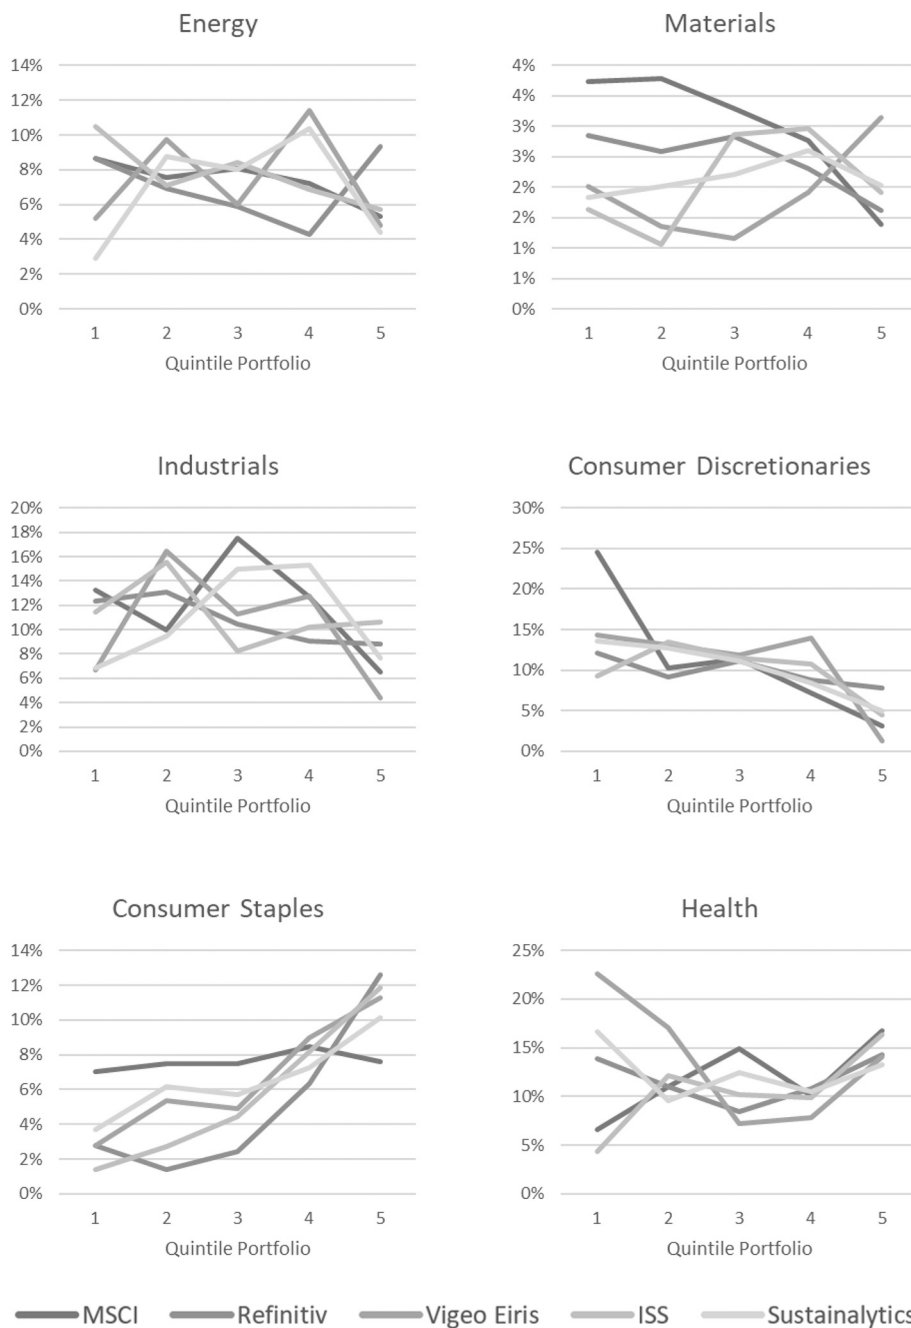 Energy
14%
12%
10%
8%
6%
4%
2%
0%
1 2 3 4 5
Quintile Portfolio
Materials
4%
4%
3%
3%
2%
2%
1%
1%
0%
1 2 3 4 5
Quintile Portfolio
Industrials
20%
18%
16%
14%
12%
10%
8%
6%
4%
2%
0%
1 2 3 4 5
Quintile Portfolio
Consumer Discretionaries
30%
25%
20%
15%
10%
5%
0%
1 2 3 4 5
Quintile Portfolio
Consumer Staples
14%
12%
10%
8%
6%
4%
2%
0%
1 2 3 4 5
Quintile Portfolio
Health
25%
20%
15%
10%
5%
0%
1 2 3 4 5
Quintile Portfolio
MSCI Refinitiv Vigeo Eiris ISS Sustainalytics